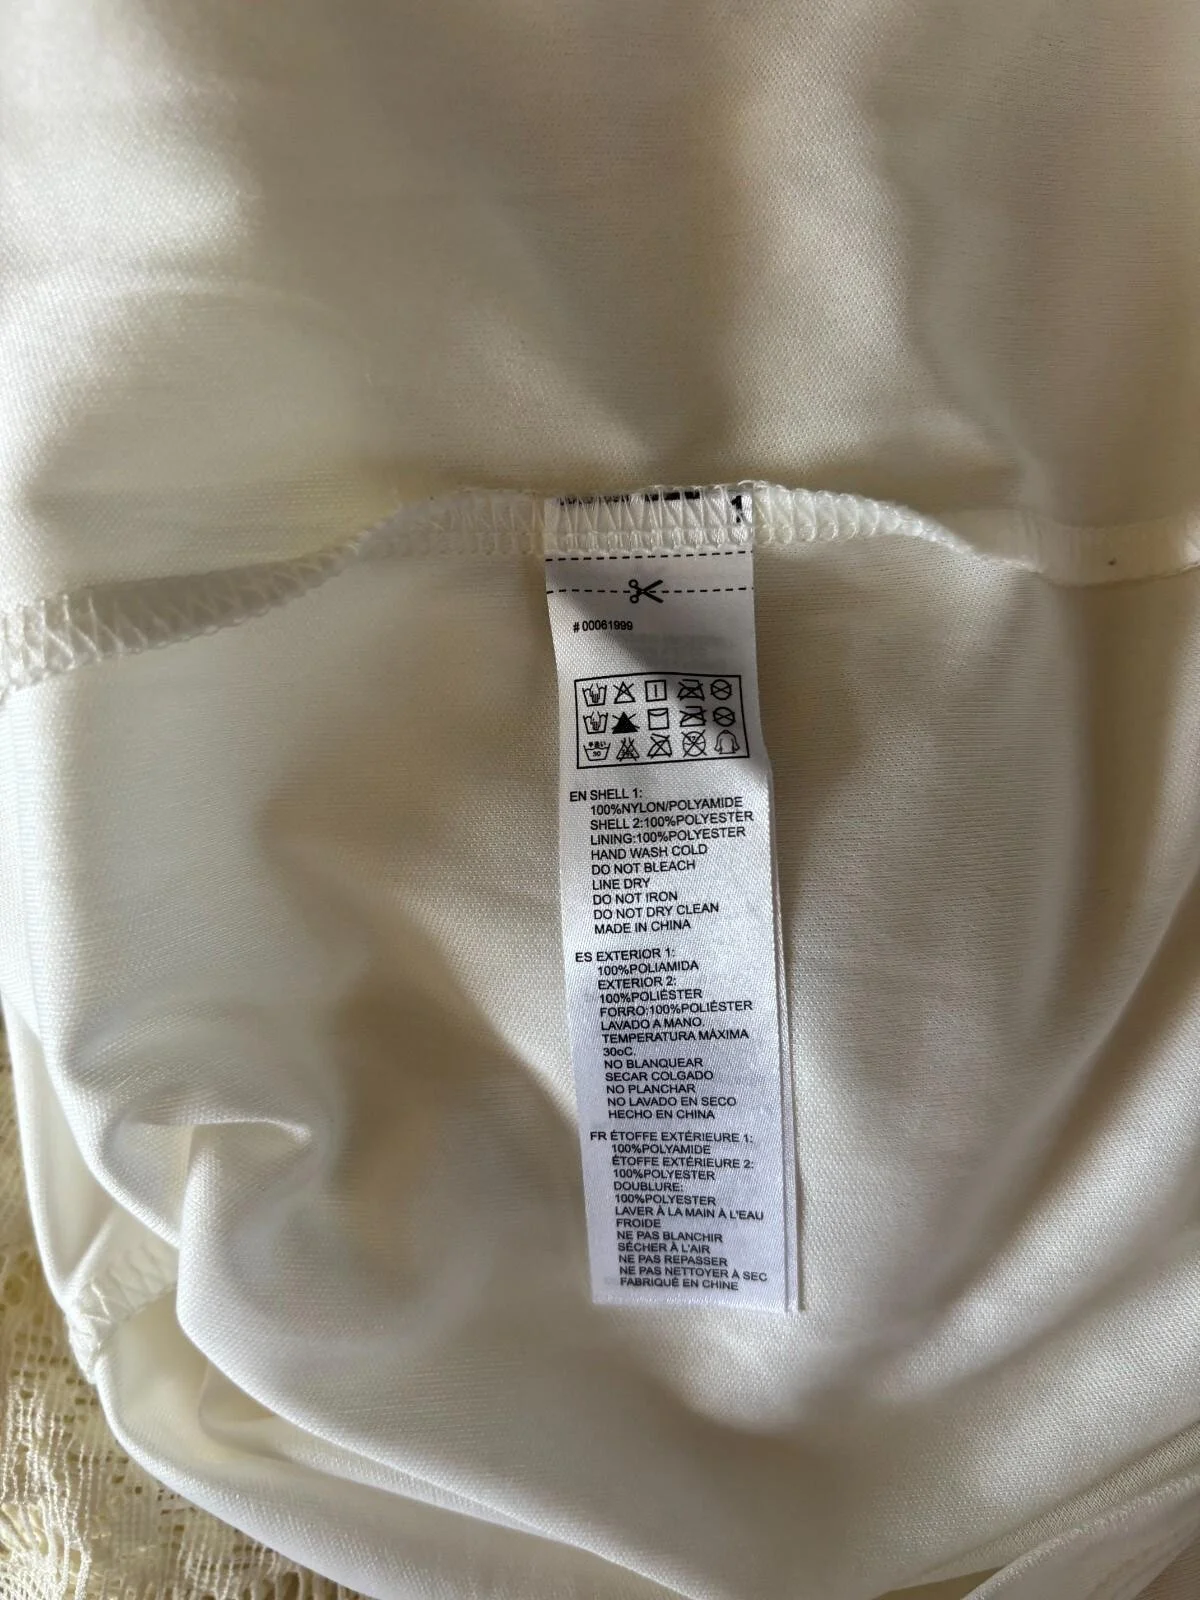 1
# 00061999
EN SHELL 1:
100%NYLON/POLYAMIDE
SHELL 2:100%POLYESTER
LINING:100%POLYESTER
HAND WASH COLD
DO NOT BLEACH
LINE DRY
DO NOT IRON
DO NOT DRY CLEAN
MADE IN CHINA
ES EXTERIOR 1:
100%POLIAMIDA
EXTERIOR 2:
100%POLIÉSTER
FORRO:100%POLIÉSTER
LAVADO A MANO.
TEMPERATURA MÁXIMA
30oC.
NO BLANQUEAR
SECAR COLGADO
NO PLANCHAR
NO LAVADO EN SECO
HECHO EN CHINA
FR ÉTOFFE EXTÉRIEURE 1:
100%POLYAMIDE
ÉTOFFE EXTÉRIEURE 2:
100%POLYESTER
DOUBLURE:
100%POLYESTER
LAVER À LA MAIN À L'EAU
FROIDE
NE PAS BLANCHIR
SÉCHER À L'AIR
NE PAS REPASSER
NE PAS NETTOYER À SEC
FABRIQUÉ EN CHINE